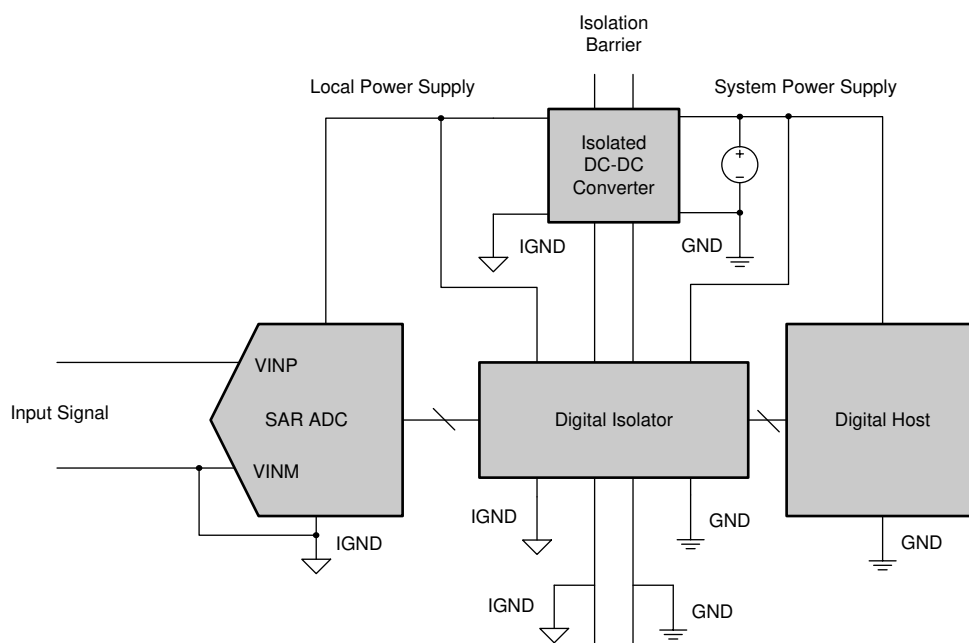 Isolation
Barrier
Local Power Supply
System Power Supply
Isolated
DC-DC
Converter
+
−
IGND
GND
VINP
Input Signal
SAR ADC
Digital Isolator
Digital Host
VINM
IGND
IGND
GND
GND
IGND
GND